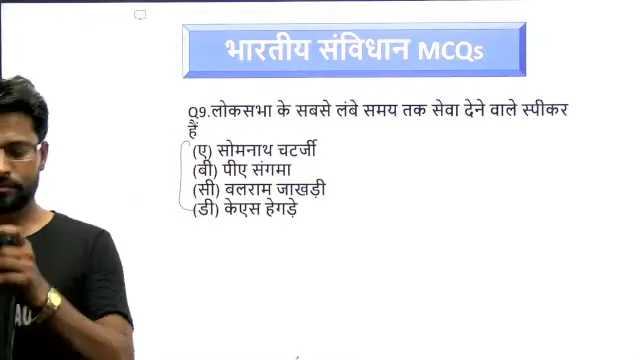 भारतीय संविधान MCQs
Q9.लोकसभा के सबसे लंबे समय तक सेवा देने वाले स्पीकर
हैं
(ए) सोमनाथ चटर्जी
(बी) पीए संगमा
(सी) बलराम जाखड़ी
(डी) केएस हेगड़े